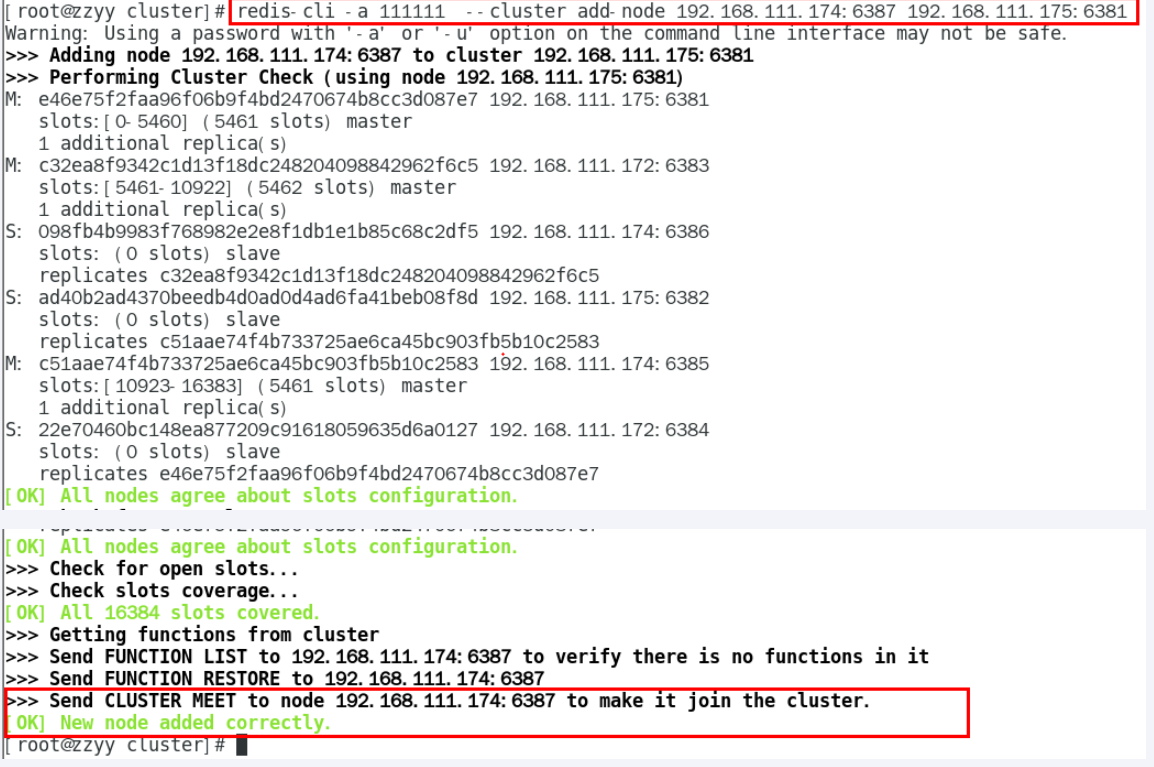 [root@zzyy cluster]# redis-cli -a 111111 --cluster add-node 192.168.111.174:6387 192.168.111.175:6381
Warning: Using a password with '-a' or '-u' option on the command line interface may not be safe.
>>> Adding node 192.168.111.174:6387 to cluster 192.168.111.175:6381
>>> Performing Cluster Check (using node 192.168.111.175:6381)
M: e46e75f2faa96f06b9f4bd2470674b8cc3d087e7 192.168.111.175:6381
slots:[0-5460] (5461 slots) master
1 additional replica(s)
M: c32ea8f9342c1d13f18dc248204098842962f6c5 192.168.111.172:6383
slots:[5461-10922] (5462 slots) master
1 additional replica(s)
S: 098fb4b9983f768982e2e8f1db1e1b85c68c2df5 192.168.111.174:6386
slots: (0 slots) slave
replicates c32ea8f9342c1d13f18dc248204098842962f6c5
S: ad40b2ad4370beedb4d0ad0d4ad6fa41beb08f8d 192.168.111.175:6382
slots: (0 slots) slave
replicates c51aae74f4b733725ae6ca45bc903fb5b10c2583
M: c51aae74f4b733725ae6ca45bc903fb5b10c2583 192.168.111.174:6385
slots:[10923-16383] (5461 slots) master
1 additional replica(s)
S: 22e70460bc148ea877209c91618059635d6a0127 192.168.111.172:6384
slots: (0 slots) slave
replicates e46e75f2faa96f06b9f4bd2470674b8cc3d087e7
[OK] All nodes agree about slots configuration.
[OK] All nodes agree about slots configuration.
>>> Check for open slots...
>>> Check slots coverage...
[OK] All 16384 slots covered.
>>> Getting functions from cluster
>>> Send FUNCTION LIST to 192.168.111.174:6387 to verify there is no functions in it
>>> Send FUNCTION RESTORE to 192.168.111.174:6387
>>> Send CLUSTER MEET to node 192.168.111.174:6387 to make it join the cluster.
[OK] New node added correctly.
[root@zzyy cluster]#